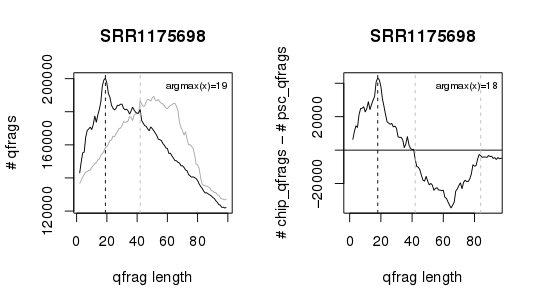 SRR1175698
# qfrags
200000
160000
120000
argmax(x)=19
0 20 40 60 80
qfrag length
SRR1175698
# chip_qfrags − # psc_qfrags
20000
−20000
argmax(x)=18
0 20 40 60 80
qfrag length